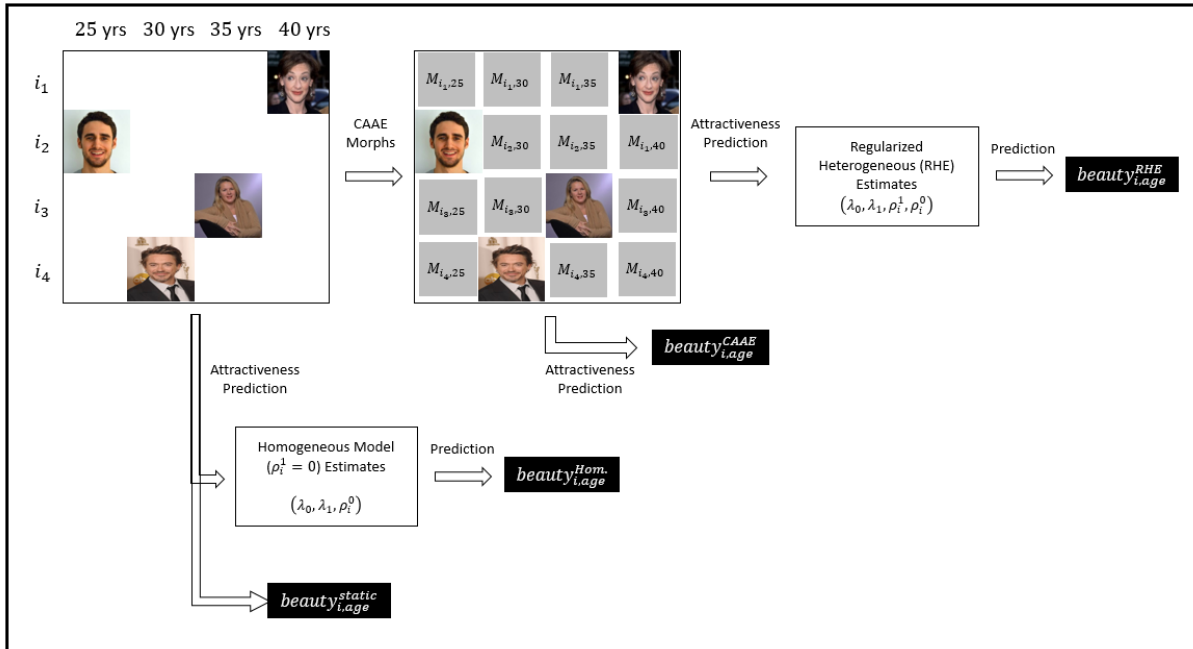 25 yrs 30 yrs 35 yrs 40 yrs
i₁
i₂
i₃
i₄
CAAE
Morphs
M_{i₁,25} M_{i₁,30} M_{i₁,35}
M_{i₂,30} M_{i₂,35} M_{i₁,40}
M_{i₃,25} M_{i₃,30} M_{i₃,40}
M_{i₄,25} M_{i₄,35} M_{i₄,40}
Attractiveness
Prediction
Regularized
Heterogeneous (RHE)
Estimates
(λ₀, λ₁, ρᵢ¹, ρᵢ⁰)
Prediction
beauty_{i,age}^{RHE}
beauty_{i,age}^{CAAE}
Attractiveness
Prediction
Attractiveness
Prediction
Homogeneous Model
(ρᵢ¹ = 0) Estimates
(λ₀, λ₁, ρᵢ⁰)
Prediction
beauty_{i,age}^{Hom.}
beauty_{i,age}^{static}